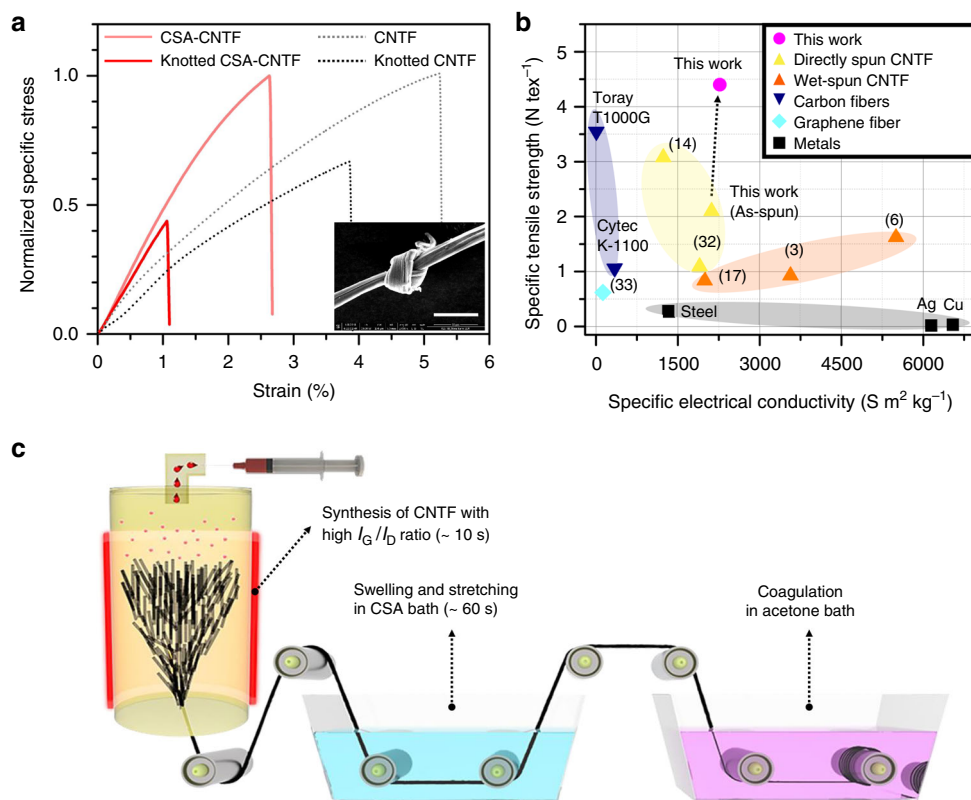 a
CSA-CNTF
Knotted CSA-CNTF
CNTF
Knotted CNTF
1.0
0.5
0.0
Normalized specific stress
0
1
2
3
4
5
6
Strain (%)
b
This work
Directly spun CNTF
Wet-spun CNTF
Carbon fibers
Graphene fiber
Metals
5
4
3
2
1
0
Specific tensile strength (N tex⁻¹)
Toray
T1000G
This work
(14)
This work
(As-spun)
Cytec
K-1100
(32)
(6)
(3)
(17)
(33)
Steel
Ag
Cu
0
1500
3000
4500
6000
Specific electrical conductivity (S m² kg⁻¹)
c
Synthesis of CNTF with
high I_G/I_D ratio (~ 10 s)
Swelling and stretching
in CSA bath (~ 60 s)
Coagulation
in acetone bath